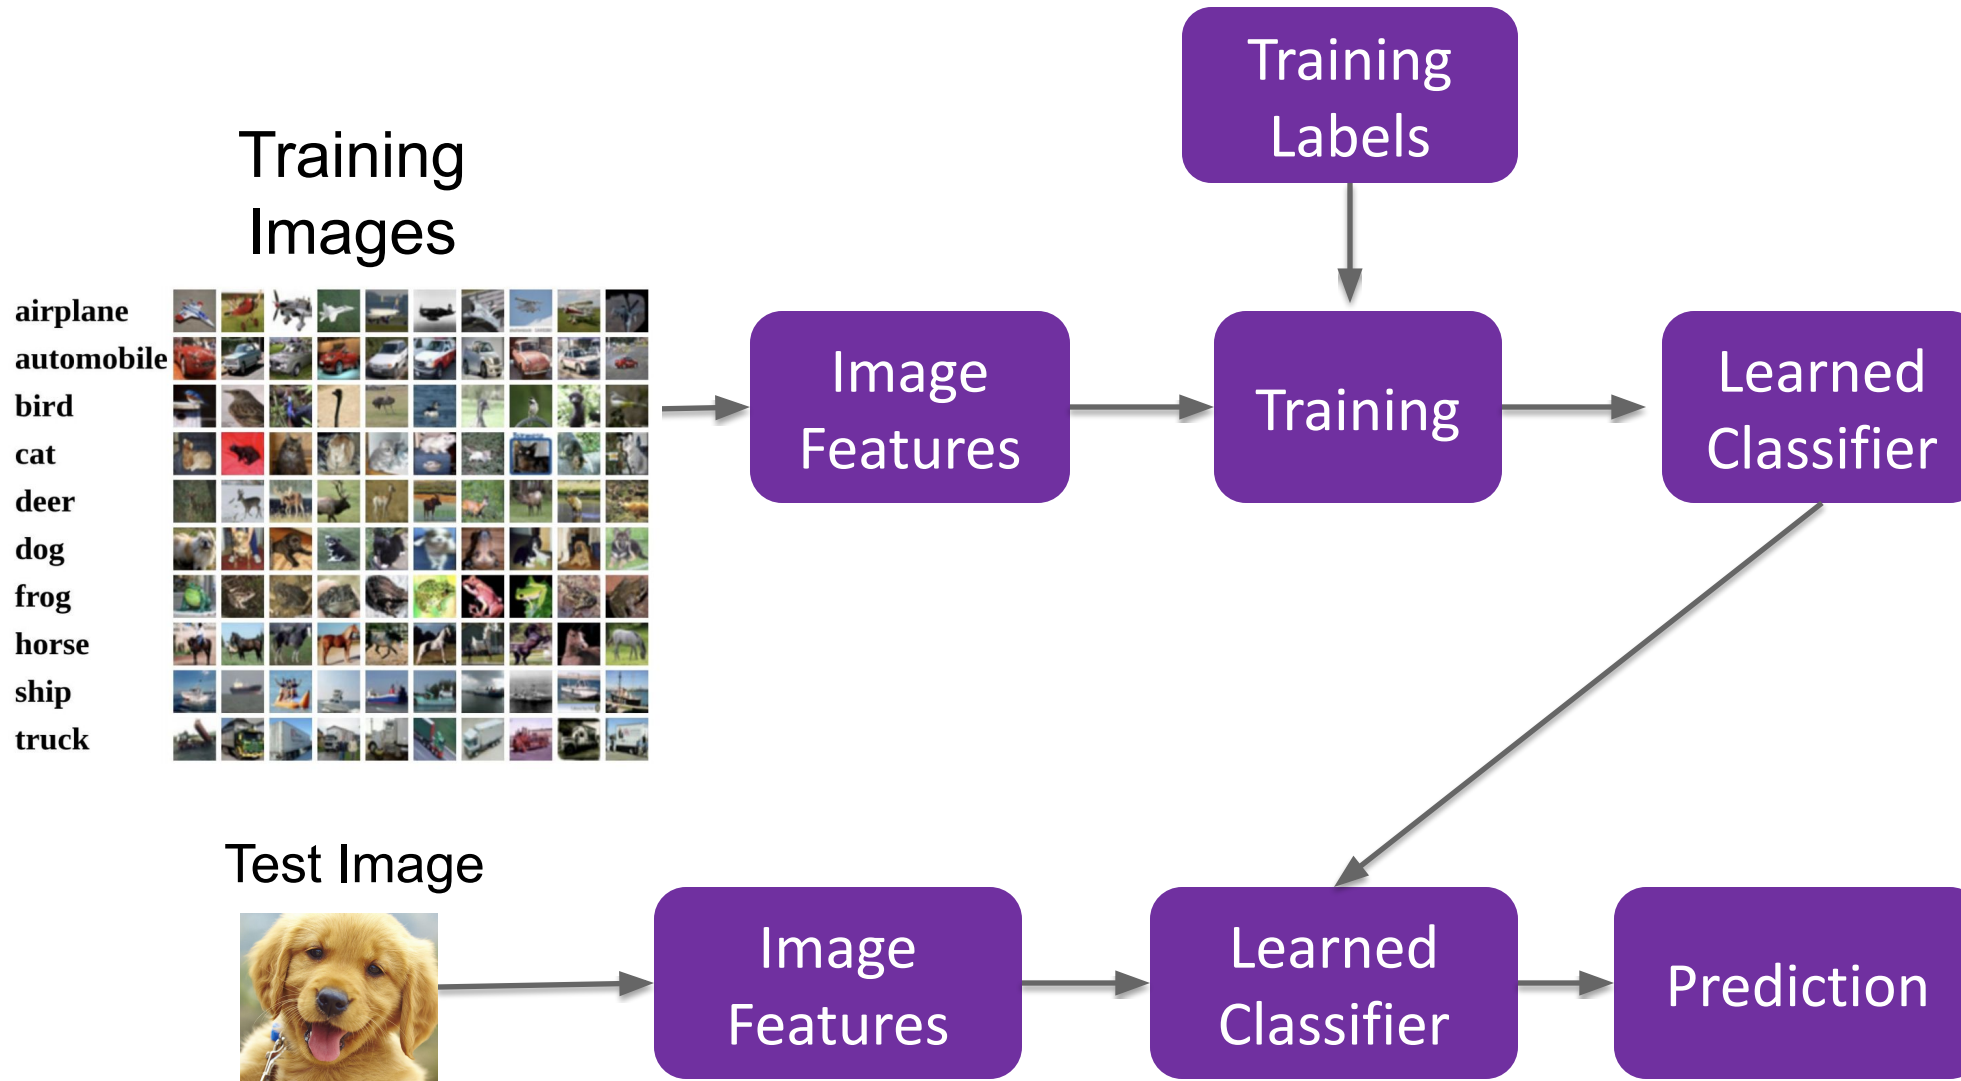 Training
Labels
Training
Images
airplane
automobile
bird
cat
deer
dog
frog
horse
ship
truck
Image
Features
Training
Learned
Classifier
Test Image
Image
Features
Learned
Classifier
Prediction